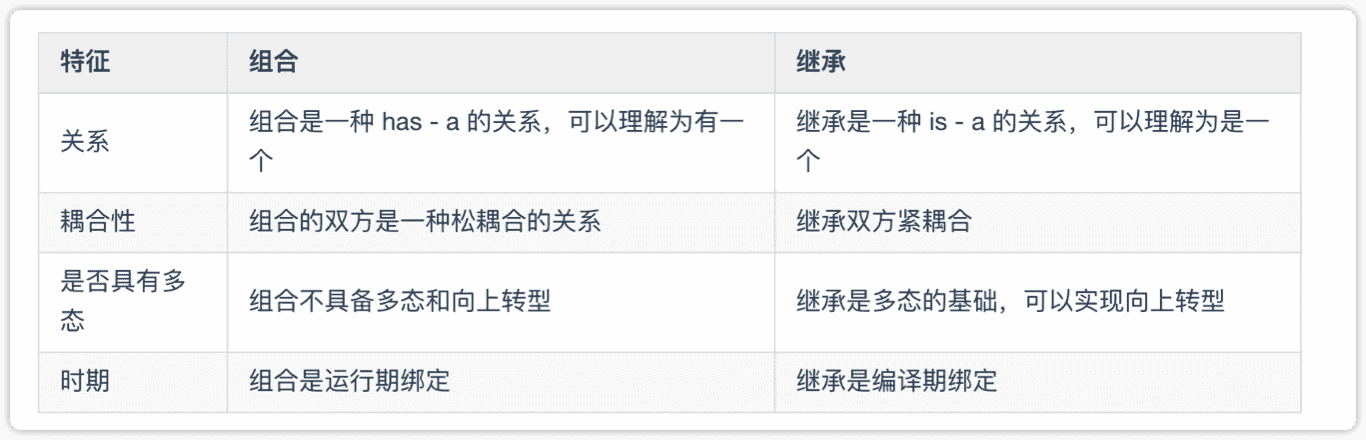 特征 组合 继承
关系 组合是一种 has - a 的关系，可以理解为有一个 继承是一种 is - a 的关系，可以理解为是一个
耦合性 组合的双方是一种松耦合的关系 继承双方紧耦合
是否具有多态 组合不具备多态和向上转型 继承是多态的基础，可以实现向上转型
时期 组合是运行期绑定 继承是编译期绑定